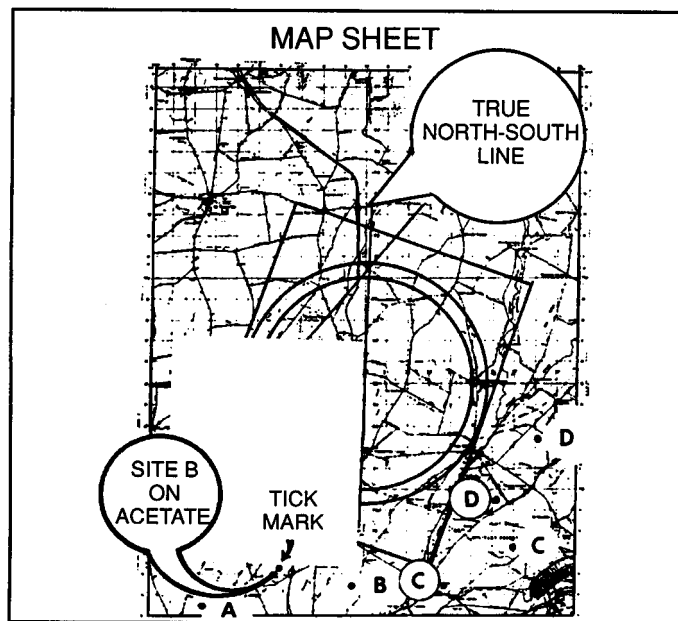 MAP SHEET
TRUE
NORTH-SOUTH
LINE
D
SITE B
ON
ACETATE
TICK
MARK
D
C
B
C
A